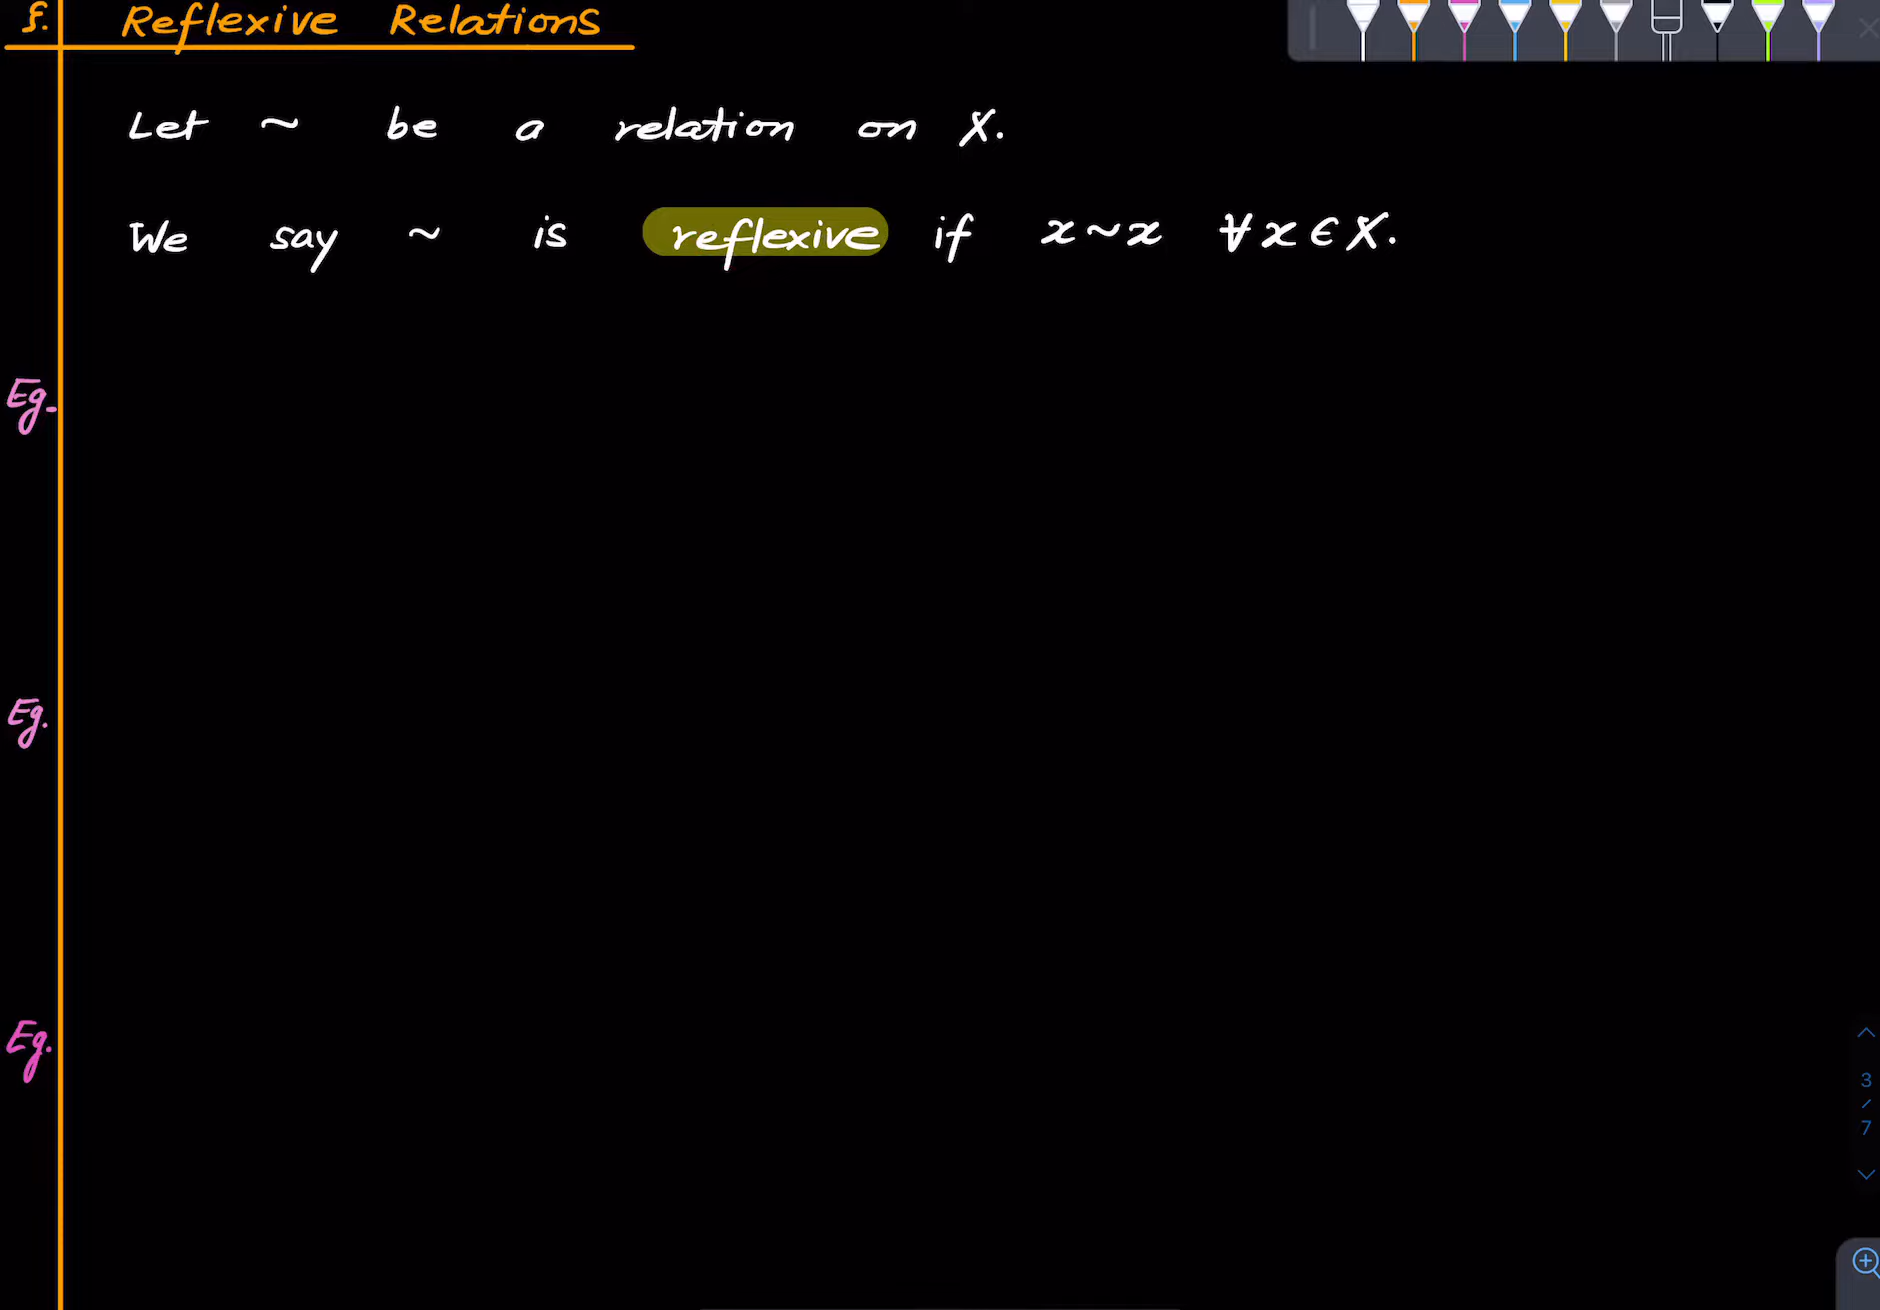 f. Reflexive Relations
Let ~ be a relation on X.
We say ~ is reflexive if x~x ∀x∈X.
Eg.
Eg.
Eg.
3
/
7